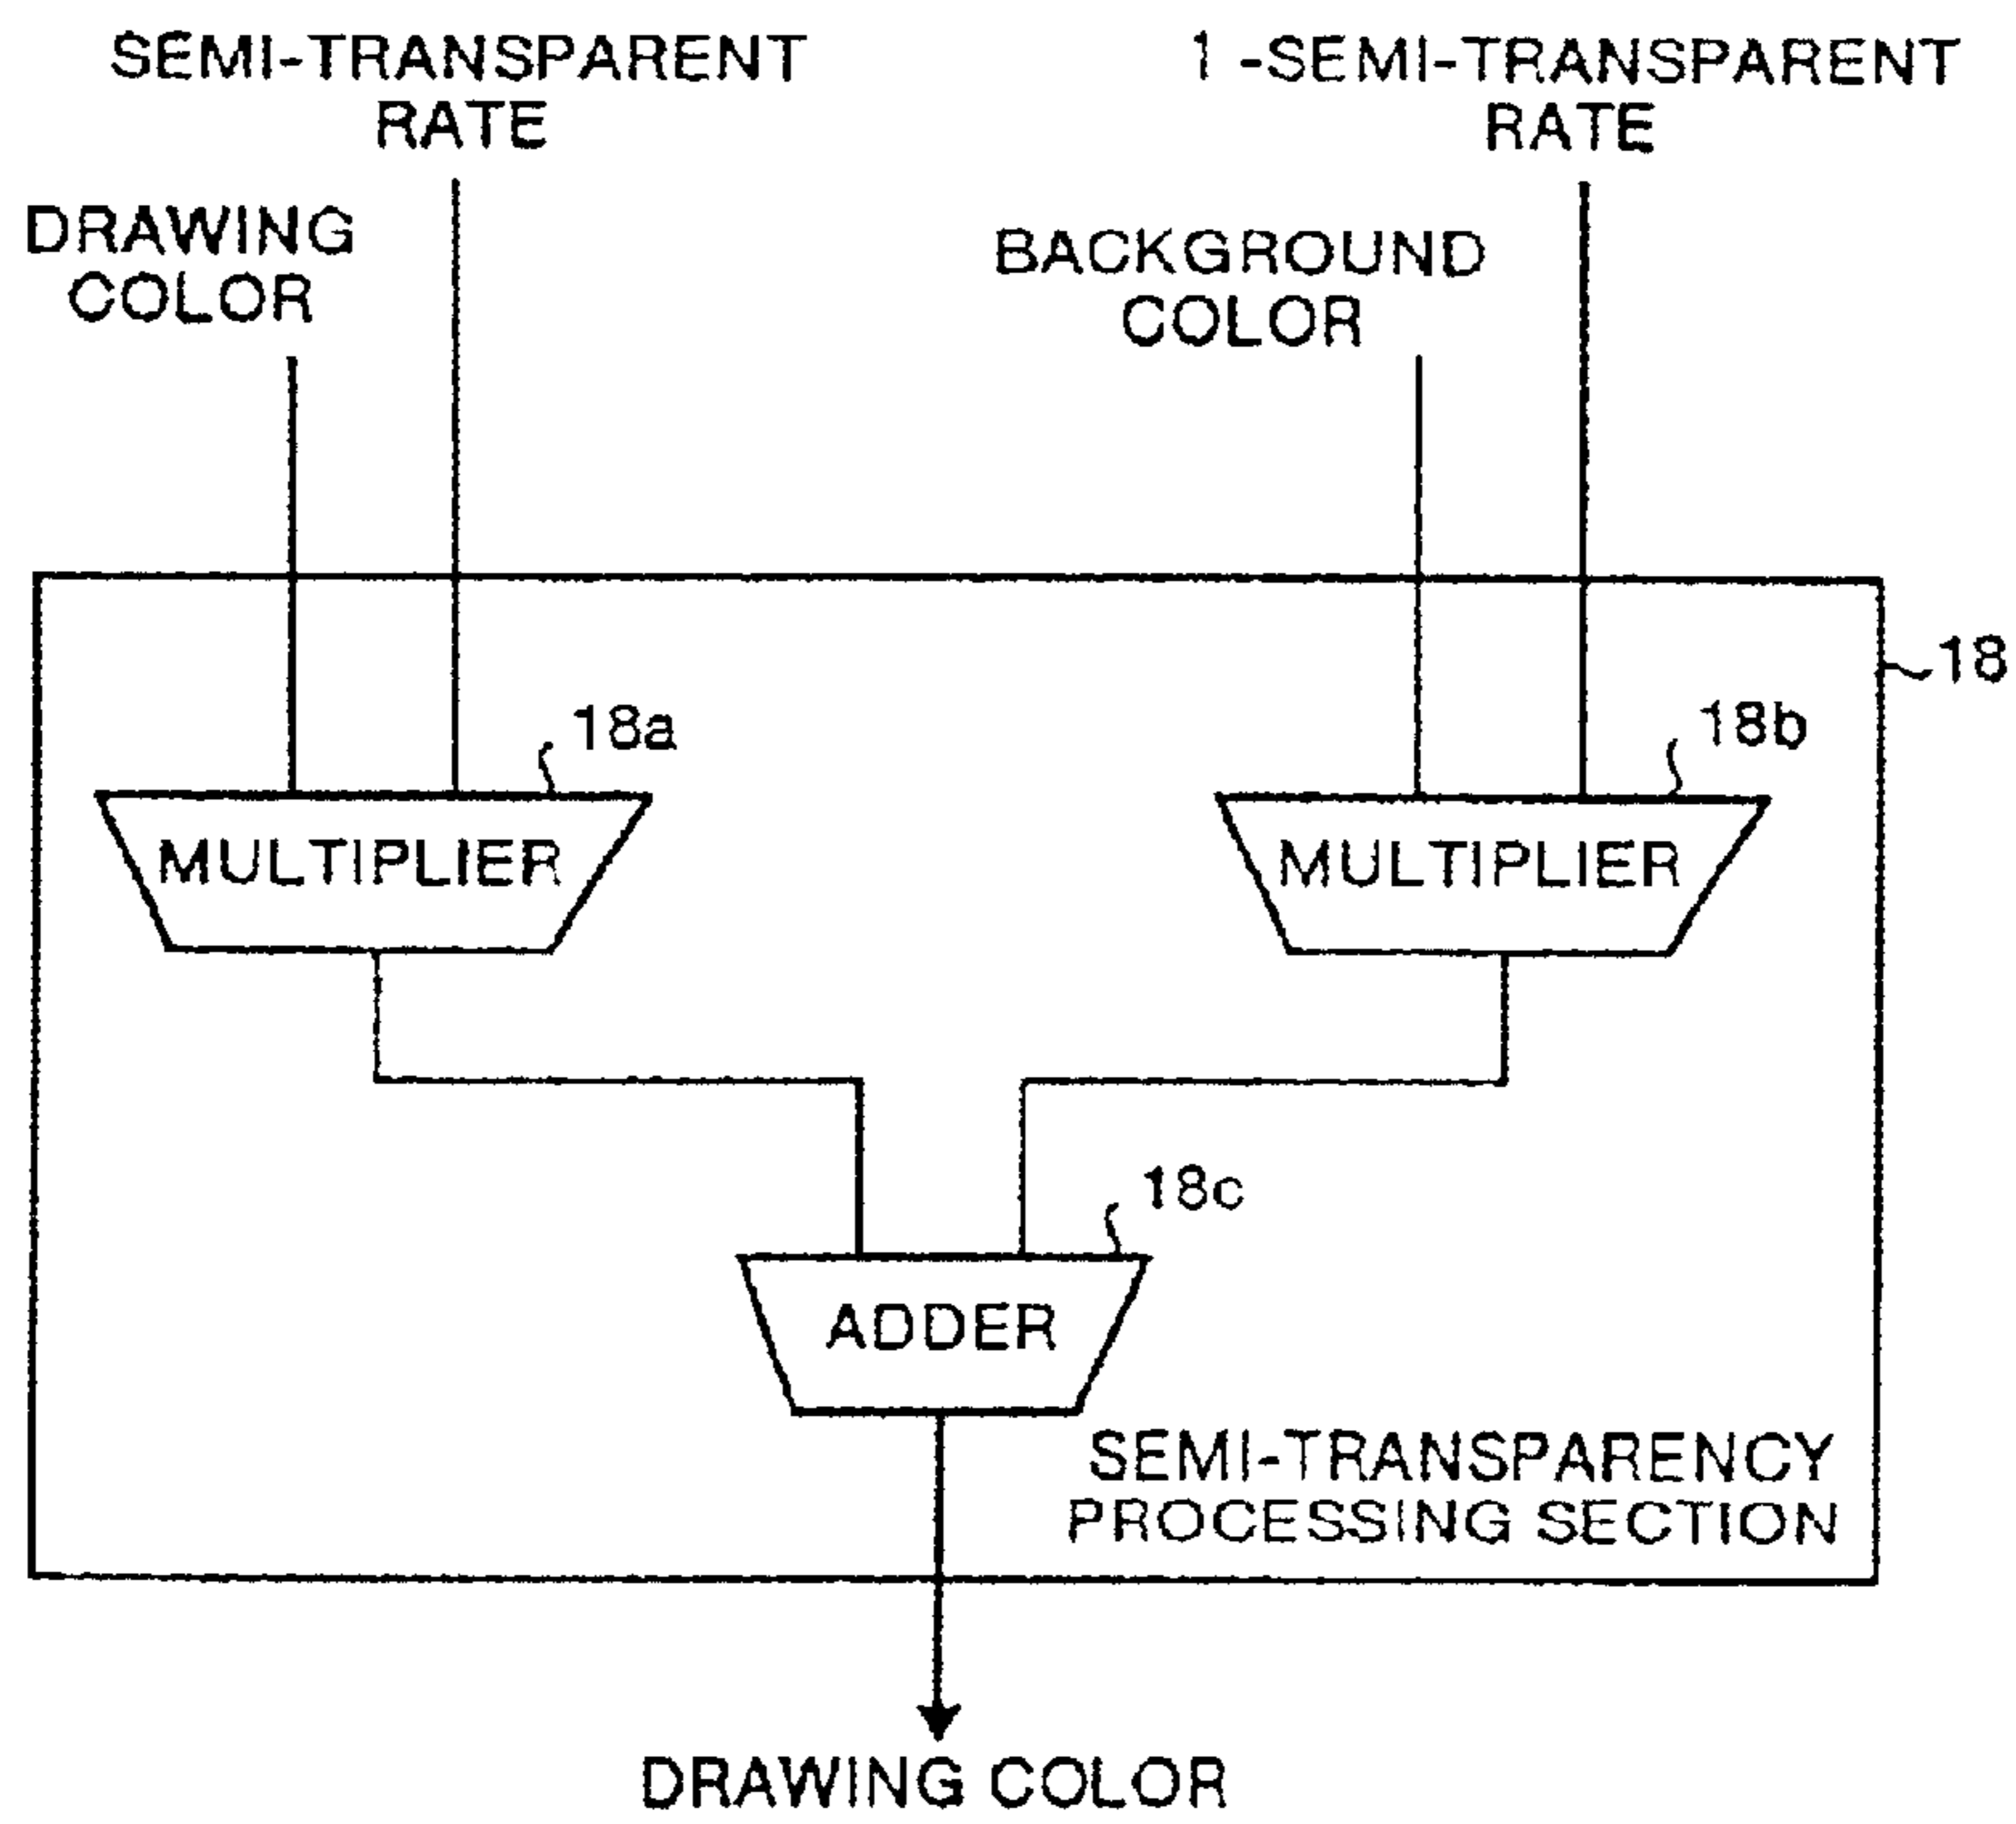 SEMI-TRANSPARENT
RATE
1 -SEMI-TRANSPARENT
RATE
DRAWING
COLOR
BACKGROUND
COLOR
18
18a
18b
MULTIPLIER
MULTIPLIER
18c
ADDER
SEMI-TRANSPARENCY
PROCESSING SECTION
DRAWING COLOR